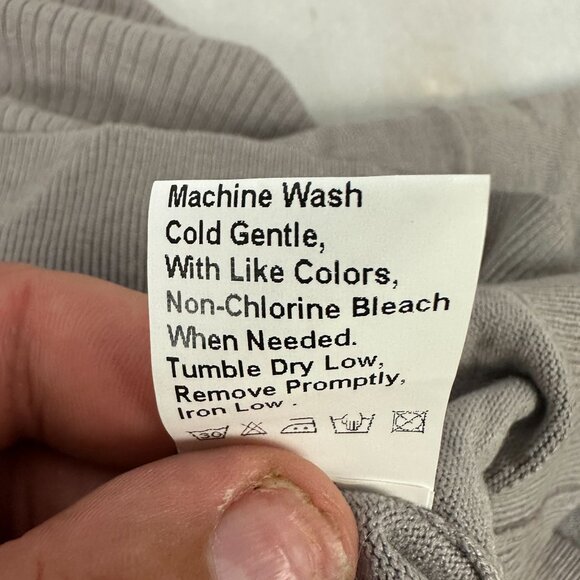 Machine Wash
Cold Gentle,
With Like Colors,
Non-Chlorine Bleach
When Needed.
Tumble Dry Low,
Remove Promptly,
Iron Low .
30